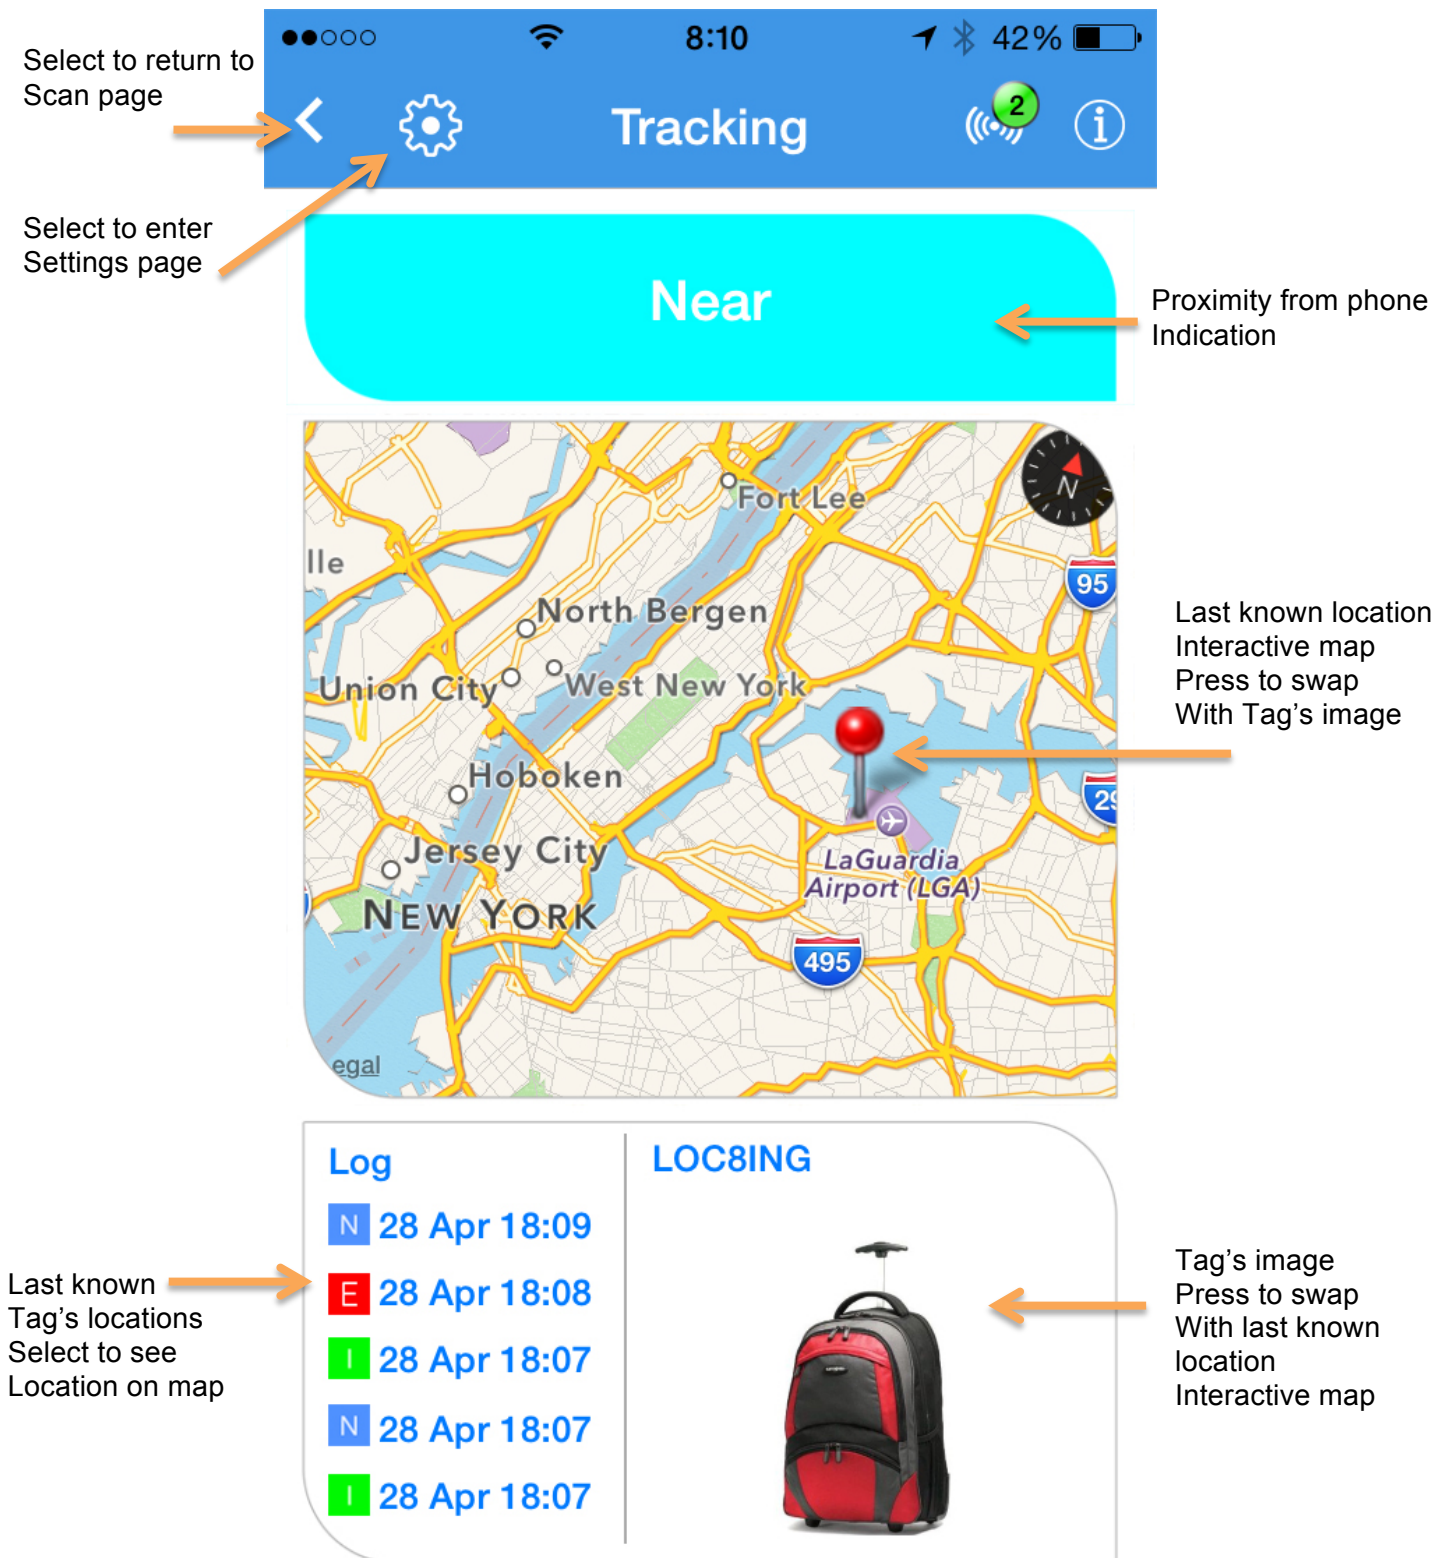 8:10
42%
Select to return to
Scan page
Tracking
2
i
Select to enter
Settings page
Near
Proximity from phone
Indication
Fort Lee
N
lle
95
North Bergen
Union City
West New York
Last known location
Interactive map
Press to swap
With Tag's image
Hoboken
29
Jersey City
LaGuardia
Airport (LGA)
NEW YORK
495
egal
Log
N 28 Apr 18:09
E 28 Apr 18:08
I 28 Apr 18:07
N 28 Apr 18:07
I 28 Apr 18:07
LOC8ING
Last known
Tag's locations
Select to see
Location on map
Tag's image
Press to swap
With last known
location
Interactive map